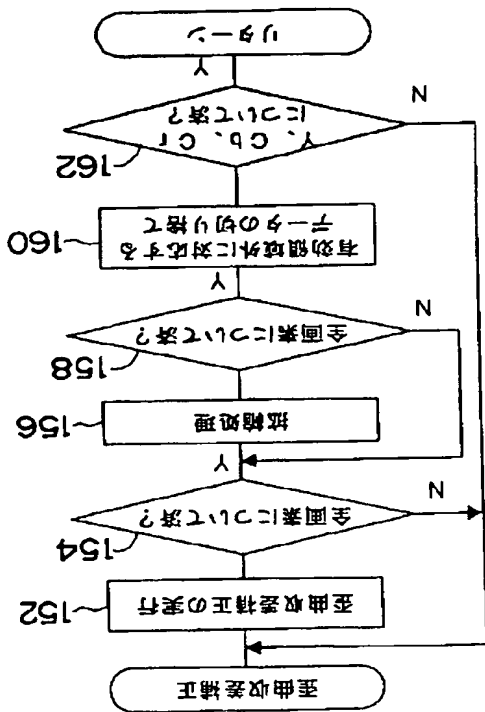 歪曲収差補正
歪曲収差補正の実行
152
全画素について済?
154
N
Y
拡縮処理
156
全画素について済?
158
N
Y
有効領域外に対応する
データの切り捨て
160
Y、Cb、Cr
について済?
162
N
Y
リターン